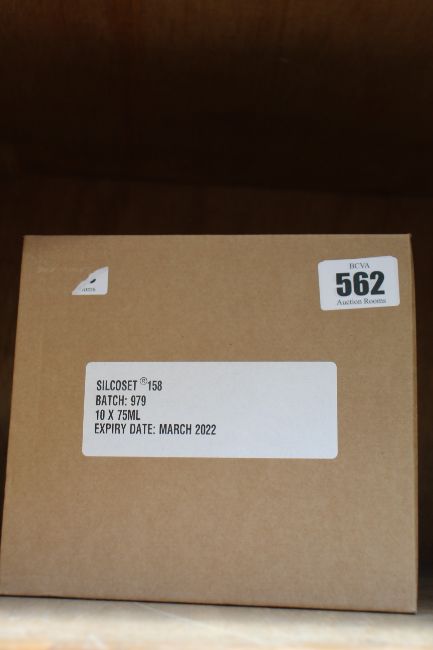 BCVA
562
Auction Rooms
SILCOSET ® 158
BATCH: 979
10 X 75ML
EXPIRY DATE: MARCH 2022